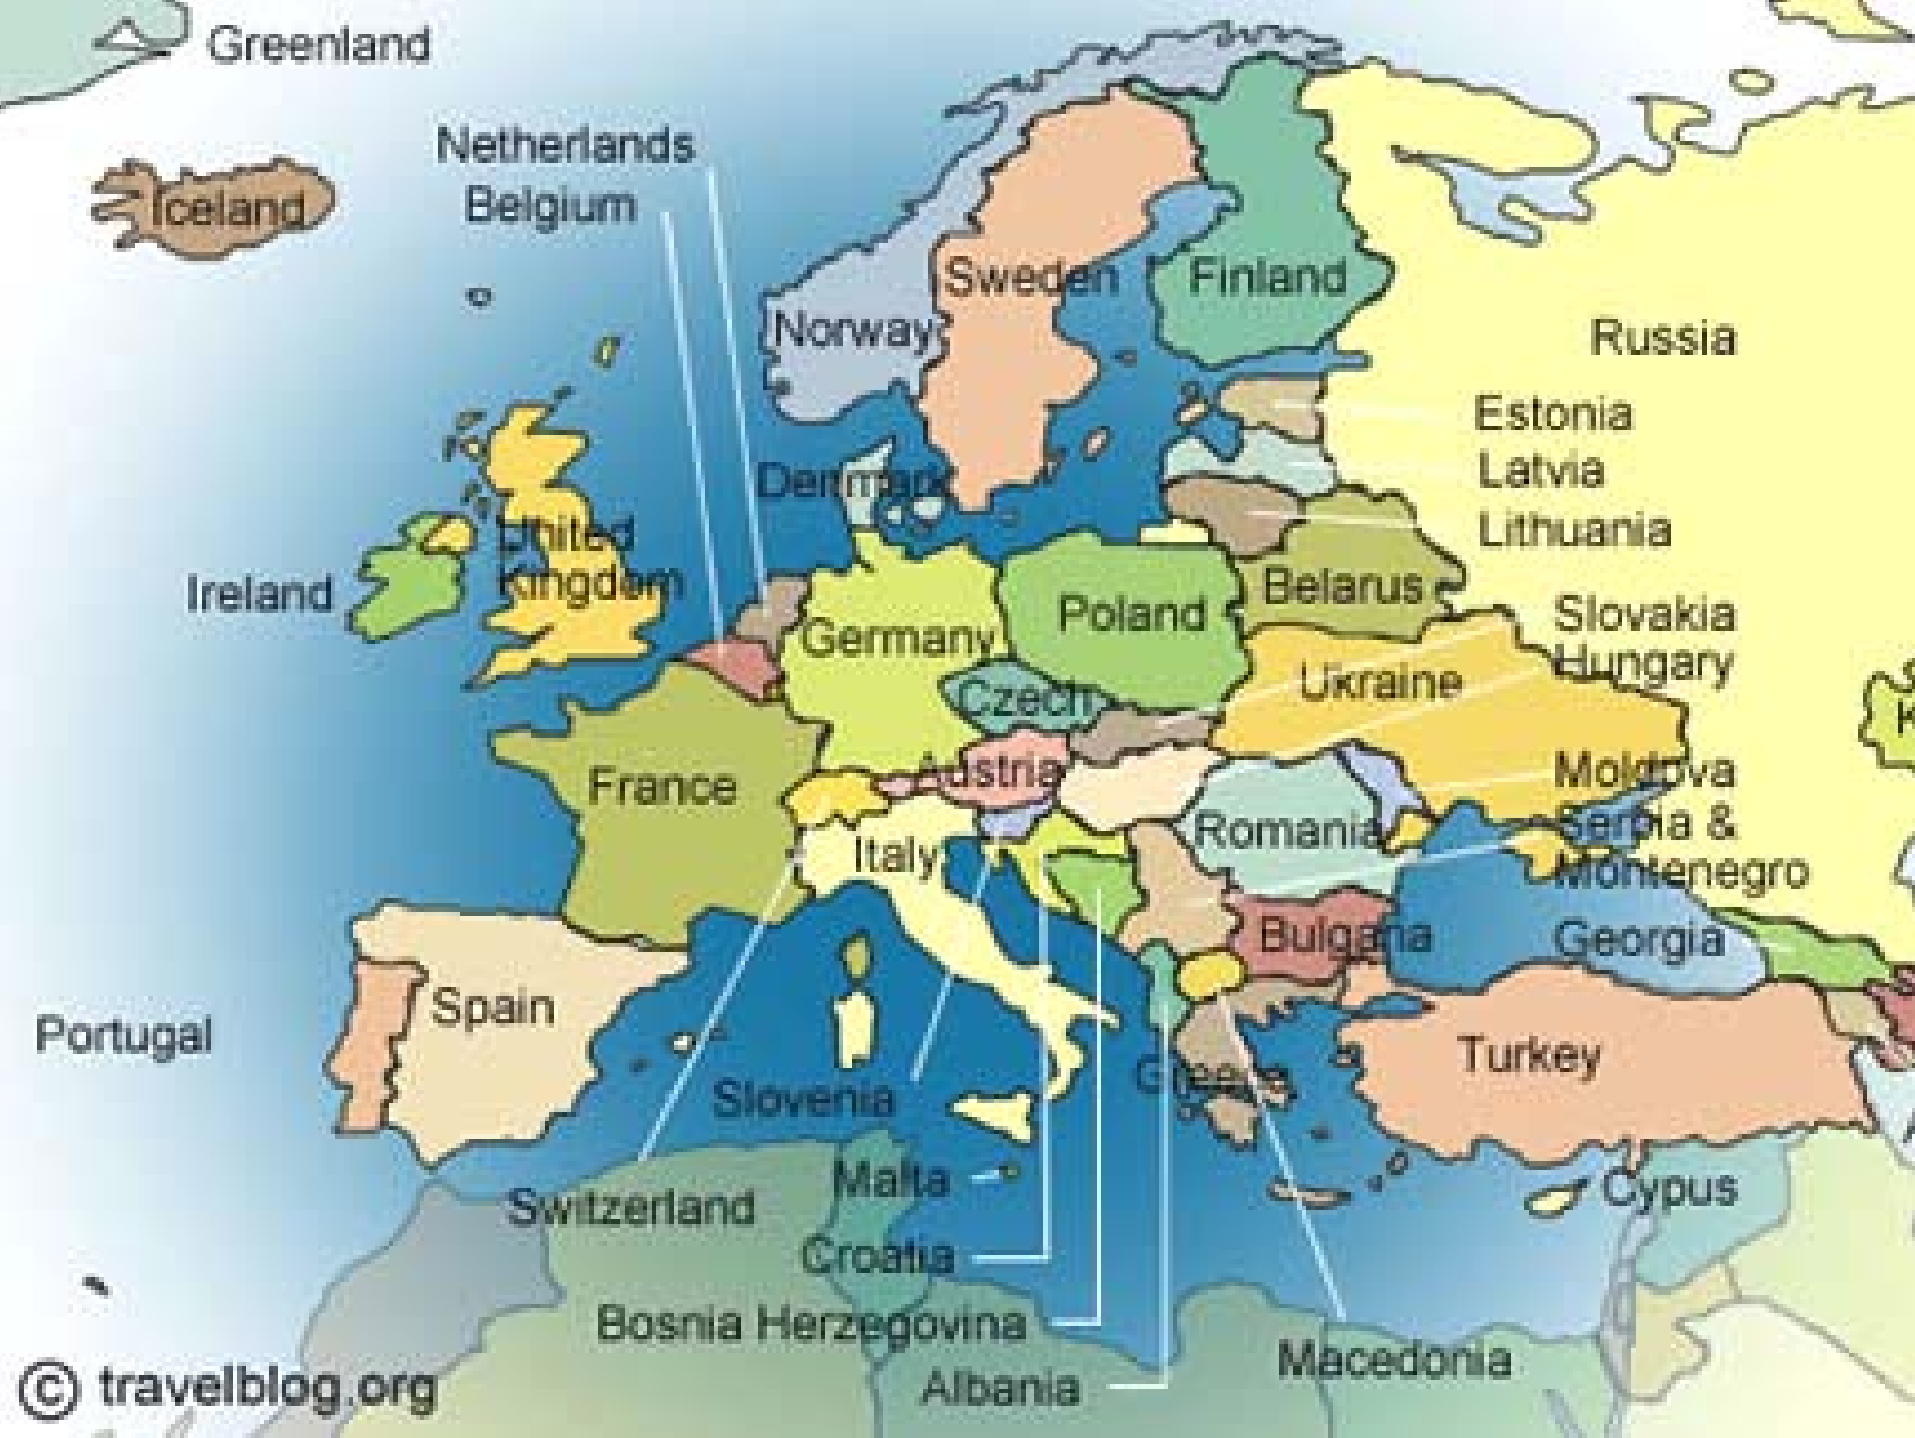 Greenland
Netherlands
Iceland
Belgium
Sweden
Finland
Norway
Russia
Estonia
Latvia
Denmark
Lithuania
United
Kingdom
Ireland
Belarus
Poland
Slovakia
Germany
Hungary
Ukraine
Czech
Austria
Moldova
France
Serbia &
Montenegro
Romania
Italy
Bulgaria
Georgia
Spain
Portugal
Turkey
Greece
Slovenia
Malta
Cypus
Switzerland
Croatia
Bosnia Herzegovina
Macedonia
Albania
© travelblog.org
K